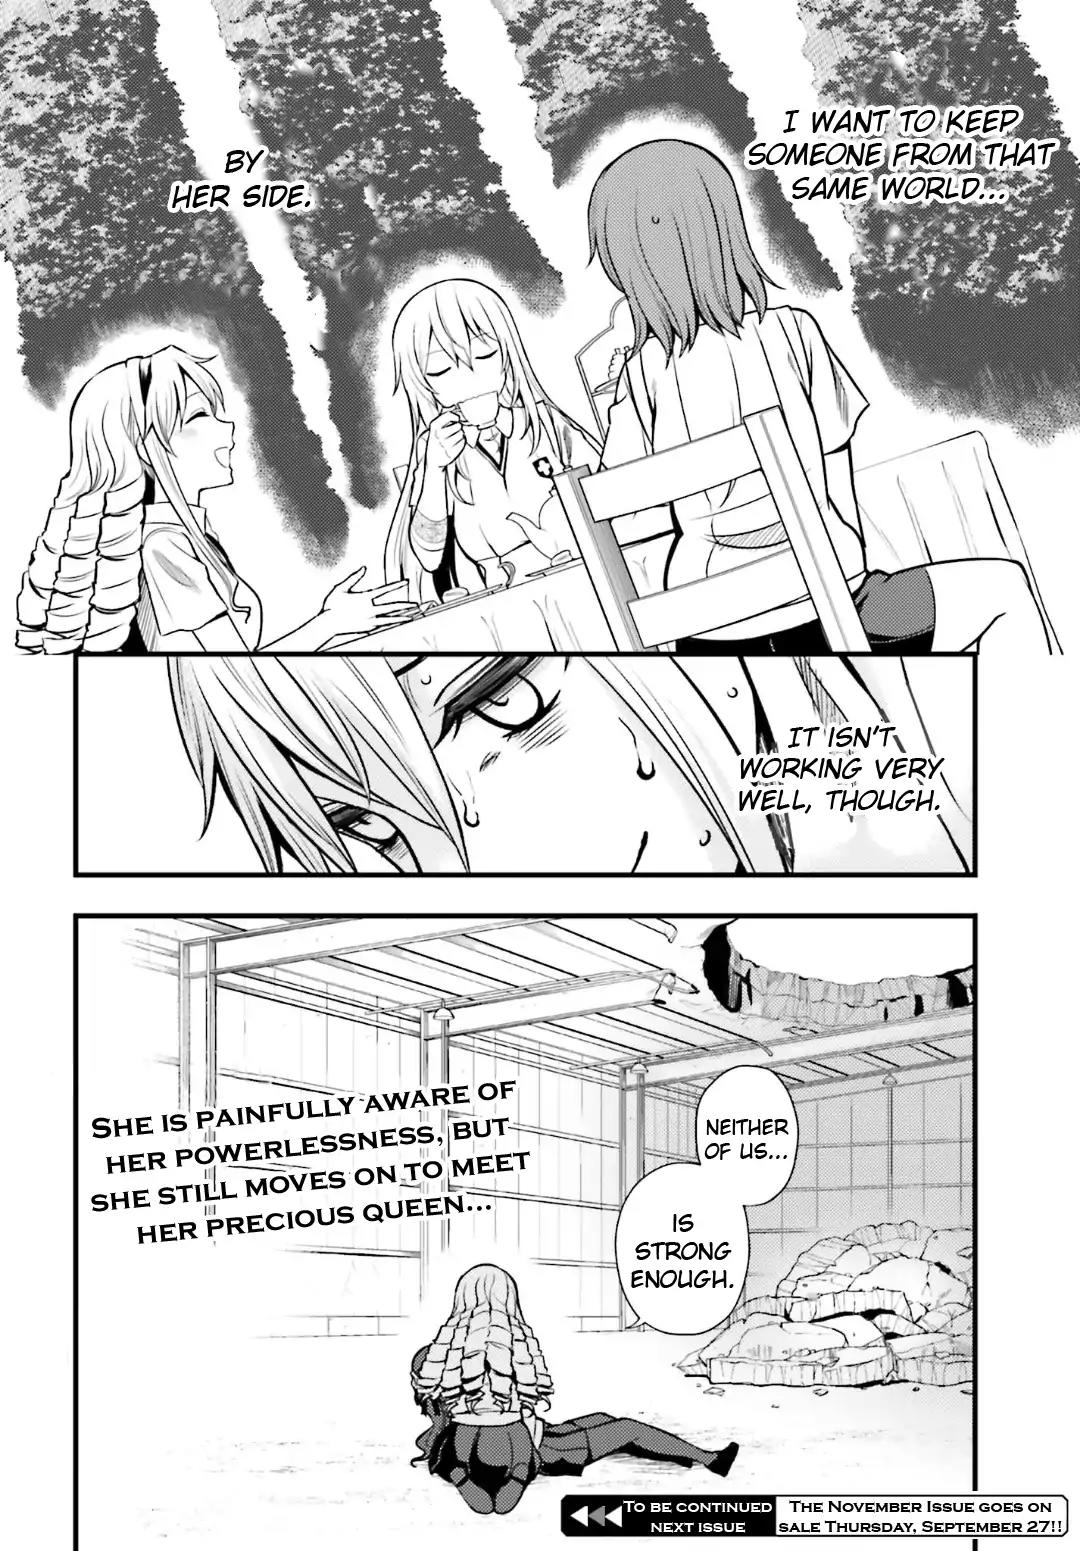 I WANT TO KEEP
SOMEONE FROM THAT
SAME WORLD...
BY
HER SIDE.
IT ISN'T
WORKING VERY
WELL, THOUGH.
SHE IS PAINFULLY AWARE OF
HER POWERLESSNESS, BUT
SHE STILL MOVES ON TO MEET
HER PRECIOUS QUEEN...
NEITHER
OF US...
IS
STRONG
ENOUGH.
TO BE CONTINUED
NEXT ISSUE
THE NOVEMBER ISSUE GOES ON
SALE THURSDAY, SEPTEMBER 27!!